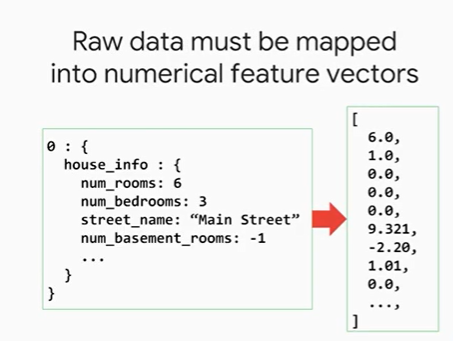 Raw data must be mapped
into numerical feature vectors
0 : {
house_info : {
num_rooms: 6
num_bedrooms: 3
street_name: “Main Street”
num_basement_rooms: -1
...
}
}
[
6.0,
1.0,
0.0,
0.0,
0.0,
9.321,
-2.20,
1.01,
0.0,
...,
]